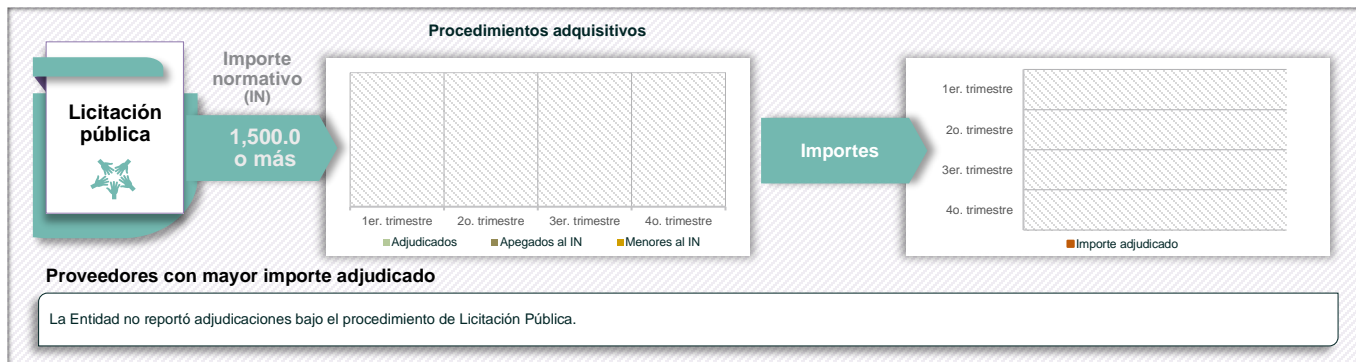 Procedimientos adquisitivos
Licitación
pública
Importe
normativo
(IN)
1,500.0
o más
1er. trimestre
2o. trimestre
3er. trimestre
4o. trimestre
Adjudicados
Apegados al IN
Menores al IN
Importes
1er. trimestre
2o. trimestre
3er. trimestre
4o. trimestre
Importe adjudicado
Proveedores con mayor importe adjudicado
La Entidad no reportó adjudicaciones bajo el procedimiento de Licitación Pública.